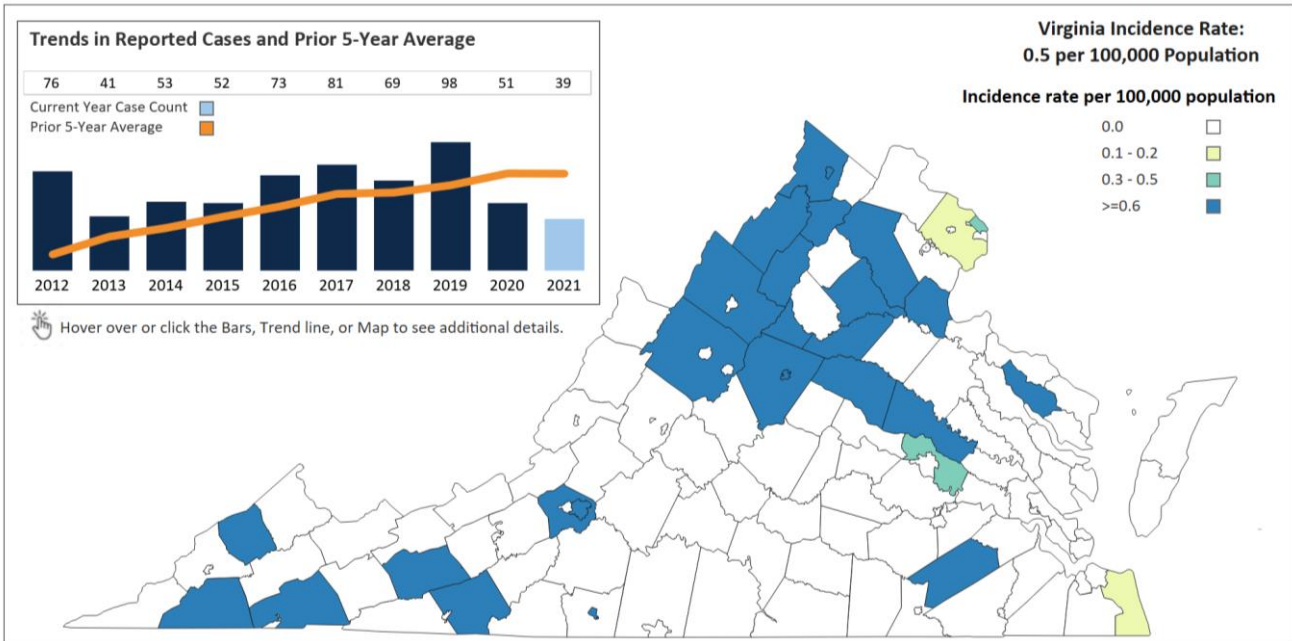 Trends in Reported Cases and Prior 5-Year Average
76 41 53 52 73 81 69 98 51 39
Current Year Case Count
Prior 5-Year Average
2012 2013 2014 2015 2016 2017 2018 2019 2020 2021
Hover over or click the Bars, Trend line, or Map to see additional details.
Virginia Incidence Rate:
0.5 per 100,000 Population
Incidence rate per 100,000 population
0.0
0.1 - 0.2
0.3 - 0.5
>=0.6